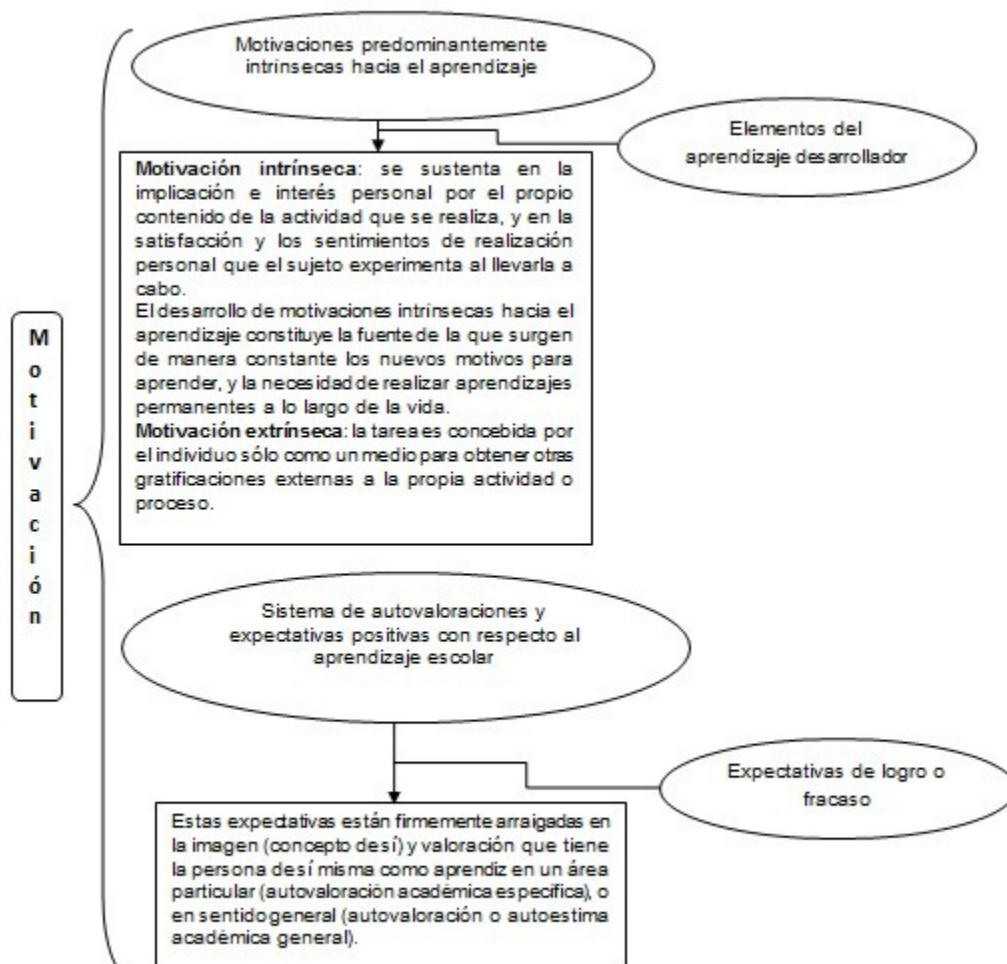 Motivación
Motivaciones predominantemente
intrínsecas hacia el aprendizaje
Elementos del
aprendizaje desarrollador
Motivación intrínseca: se sustenta en la
implicación e interés personal por el propio
contenido de la actividad que se realiza, y en la
satisfacción y los sentimientos de realización
personal que el sujeto experimenta al llevarla a
cabo.
El desarrollo de motivaciones intrínsecas hacia el
aprendizaje constituye la fuente de la que surgen
de manera constante los nuevos motivos para
aprender, y la necesidad de realizar aprendizajes
permanentes a lo largo de la vida.
Motivación extrínseca: la tarea es concebida por
el individuo sólo como un medio para obtener otras
gratificaciones externas a la propia actividad o
proceso.
Sistema de autovaloraciones y
expectativas positivas con respecto al
aprendizaje escolar
Expectativas de logro o
fracaso
Estas expectativas están firmemente arraigadas en
la imagen (concepto de sí) y valoración que tiene
la persona de sí misma como aprendiz en un área
particular (autovaloración académica específica), o
en sentido general (autovaloración o autoestima
académica general).